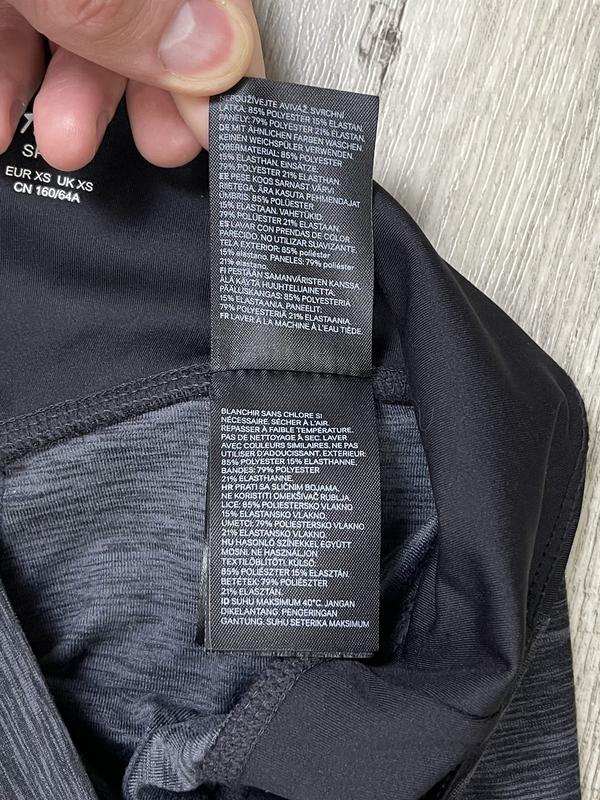 SP
EUR XS UK XS
CN 160/64A
NEPOUŽÍVEJTE AVIVÁŽ. SVRCHNÍ
LÁTKA: 85% POLYESTER 15% ELASTAN.
PANELY: 79% POLYESTER 21% ELASTAN.
DE MIT ÄHNLICHEN FARBEN WASCHEN
KEINEN WEICHSPÜLER VERWENDEN.
OBERMATERIAL: 85% POLYESTER
15% ELASTHAN. EINSÄTZE:
79% POLYESTER 21% ELASTHAN.
EE PESE KOOS SARNAST VÄRVI
RIIETEGA. ÄRA KASUTA PEHMENDAJAT
ÜMBRIS: 85% POLÜESTER
15% ELASTAAN. VAHETÜKID:
79% POLÜESTER 21% ELASTAAN.
ES LAVAR CON PRENDAS DE COLOR
PARECIDO. NO UTILIZAR SUAVIZANTE.
TELA EXTERIOR: 85% poliéster
15% elastano. PANELES: 79% poliéster
21% elastano.
FI PESTÄÄN SAMANVÄRISTEN KANSSA.
ÄLÄ KÄYTÄ HUUHTELUAINETTA.
PÄÄLLISKANGAS: 85% POLYESTERIA
15% ELASTAANIA. PANEELIT:
79% POLYESTERIÄ 21% ELASTAANIA.
FR LAVER À LA MACHINE À L'EAU TIÈDE.
BLANCHIR SANS CHLORE SI
NÉCESSAIRE. SÉCHER À L'AIR.
REPASSER À FAIBLE TEMPÉRATURE.
PAS DE NETTOYAGE À SEC. LAVER
AVEC COULEURS SIMILAIRES. NE PAS
UTILISER D'ADOUCISSANT. EXTERIEUR:
85% POLYESTER 15% ELASTHANNE.
BANDES: 79% POLYESTER
21% ELASTHANNE.
HR PRATI SA SLIČNIM BOJAMA.
NE KORISTITI OMEKŠIVAČ RUBLJA.
LICE: 85% POLIESTERSKO VLAKNO
15% ELASTANSKO VLAKNO.
UMETCI: 79% POLIESTERSKO VLAKNO
21% ELASTANSKO VLAKNO.
HU HASONLÓ SZÍNEKKEL EGYÜTT
MOSNI. NE HASZNÁLJON
TEXTILÖBLÍTŐT. KÜLSŐ:
85% POLIÉSZTER 15% ELASZTÁN.
BETÉTEK: 79% POLIÉSZTER
21% ELASZTÁN.
ID SUHU MAKSIMUM 40°C. JANGAN
DIKELANTANG. PENGERINGAN
GANTUNG. SUHU SETERIKA MAKSIMUM